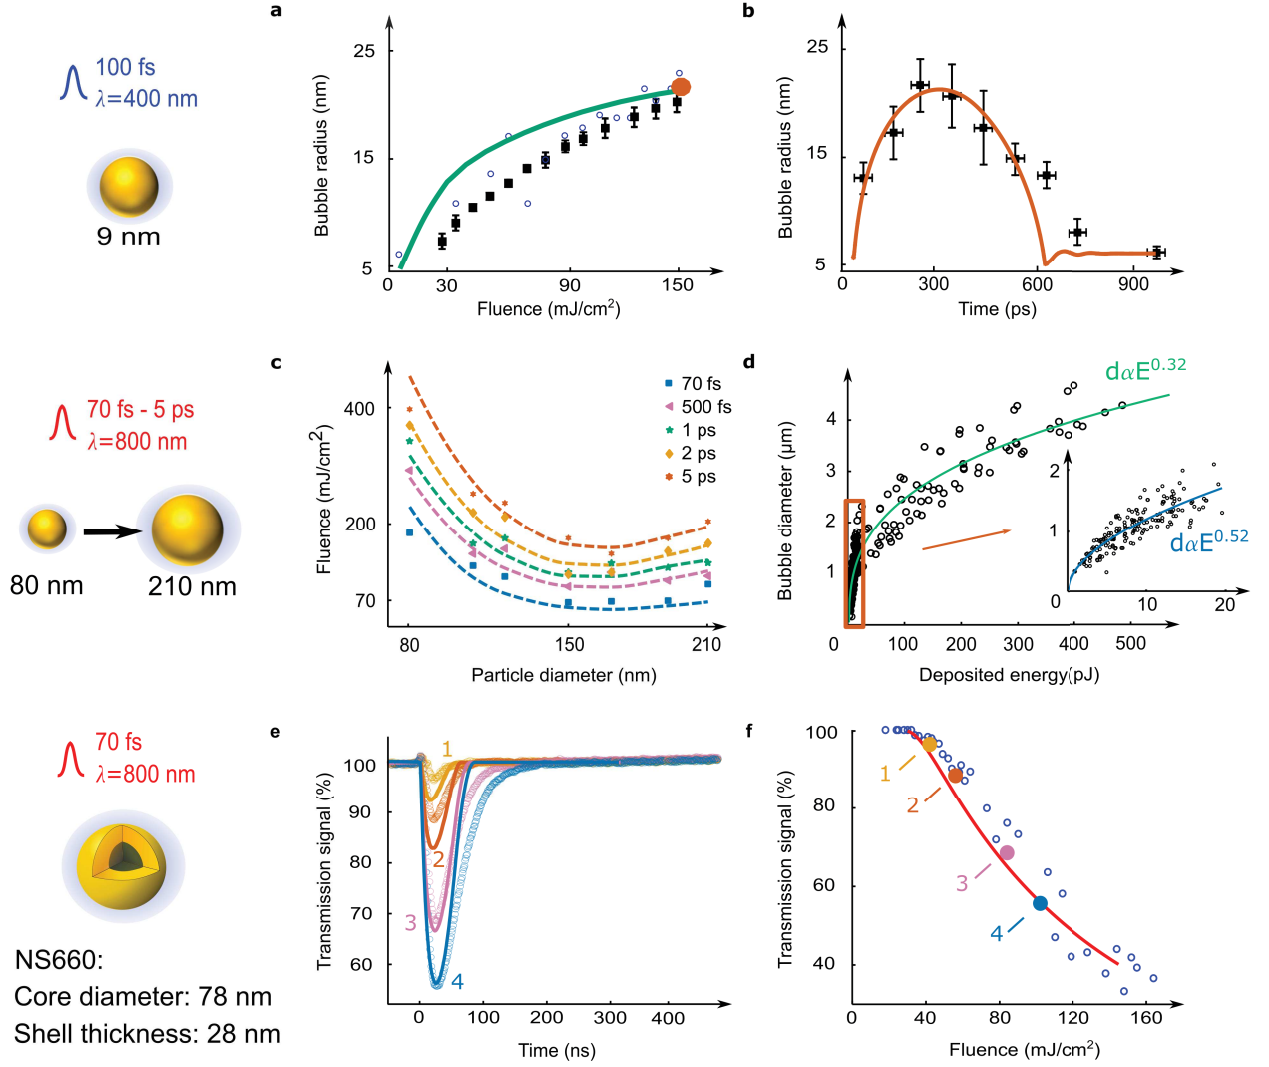 a
100 fs
λ=400 nm
9 nm
25
15
5
Bubble radius (nm)
0
30
90
150
Fluence (mJ/cm²)
b
25
15
5
Bubble radius (nm)
0
300
600
900
Time (ps)
70 fs - 5 ps
λ=800 nm
80 nm
210 nm
c
400
200
70
Fluence (mJ/cm²)
70 fs
500 fs
1 ps
2 ps
5 ps
80
150
210
Particle diameter (nm)
d
dαE^0.32
4
3
2
1
Bubble diameter (μm)
0
100
200
300
400
500
Deposited energy(pJ)
2
1
0
10
20
dαE^0.52
70 fs
λ=800 nm
NS660:
Core diameter: 78 nm
Shell thickness: 28 nm
e
100
90
80
70
60
Transmission signal (%)
1
2
3
4
0
100
200
300
400
Time (ns)
f
100
80
60
40
Transmission signal (%)
1
2
3
4
0
40
80
120
160
Fluence (mJ/cm²)